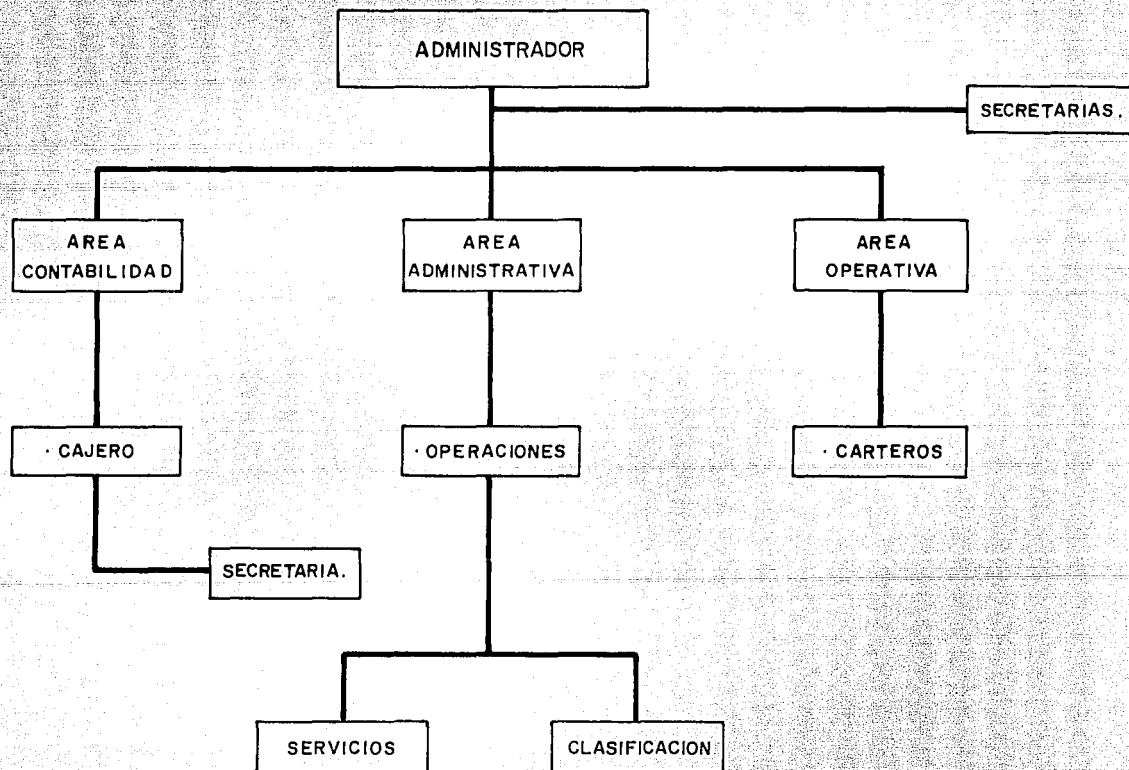 ADMINISTRADOR
SECRETARIAS.
AREA
CONTABILIDAD
AREA
ADMINISTRATIVA
AREA
OPERATIVA
· CAJERO
· OPERACIONES
· CARTEROS
SECRETARIA.
SERVICIOS
CLASIFICACION